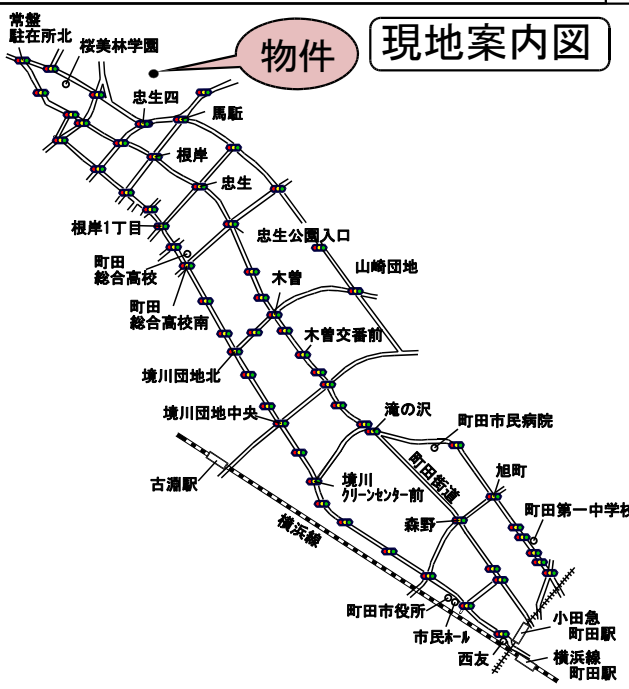 常盤
駐在所北
桜美林学園
物件
現地案内図
忠生四
馬駈
根岸
忠生
根岸1丁目
忠生公園入口
町田
総合高校
山崎団地
木曽
町田
総合高校南
木曽交番前
境川団地北
境川団地中央
滝の沢
町田市民病院
古淵駅
町田街道
旭町
境川
クリーンセンター前
町田第一中学校
森野
横浜線
町田市役所
小田急
町田駅
市民ホール
西友
横浜線
町田駅